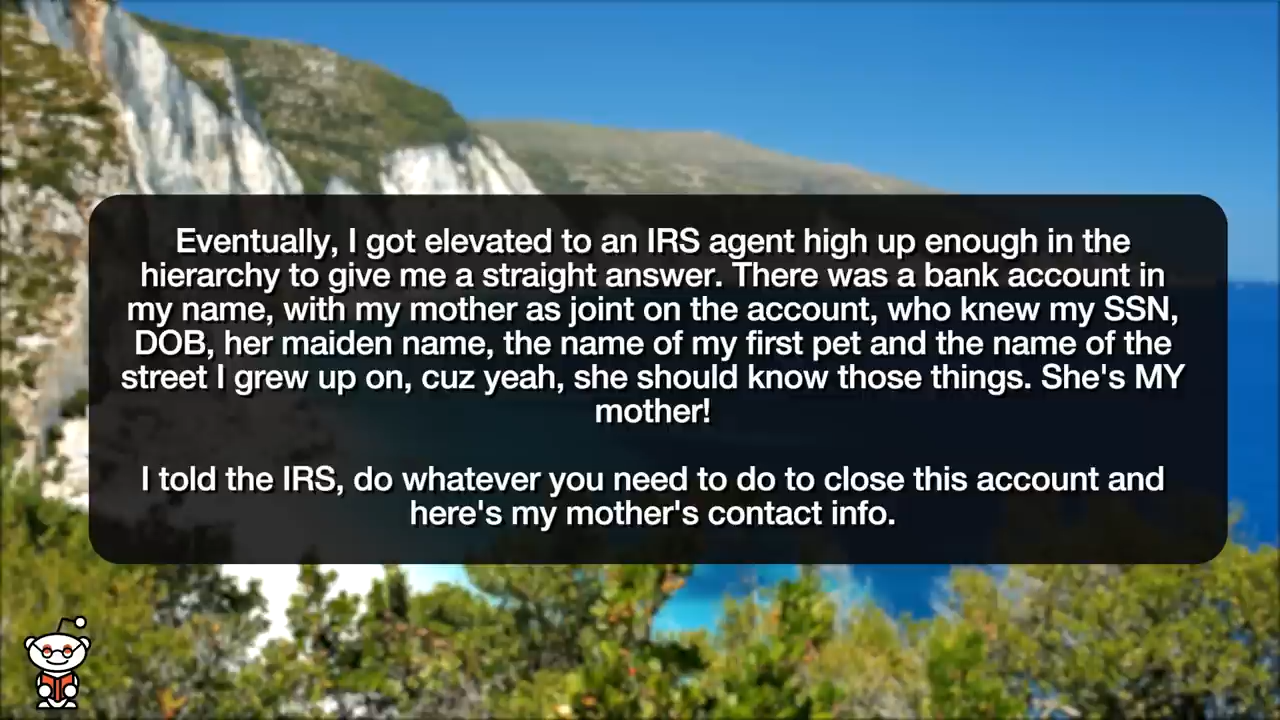 Eventually, I got elevated to an IRS agent high up enough in the
hierarchy to give me a straight answer. There was a bank account in
my name, with my mother as joint on the account, who knew my SSN,
DOB, her maiden name, the name of my first pet and the name of the
street I grew up on, cuz yeah, she should know those things. She's MY
mother!
I told the IRS, do whatever you need to do to close this account and
here's my mother's contact info.